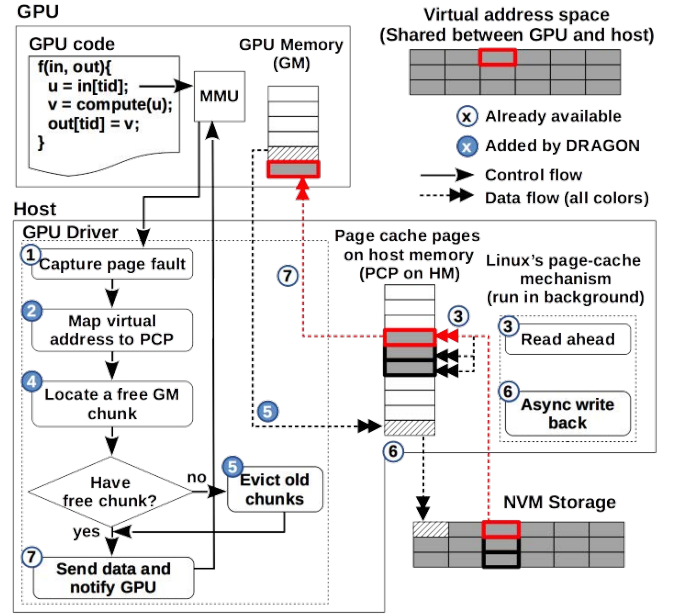 GPU
GPU code
f(in, out){
u = in[tid];
v = compute(u);
out[tid] = v;
}
MMU
GPU Memory
(GM)
Virtual address space
(Shared between GPU and host)
x Already available
x Added by DRAGON
Control flow
Data flow (all colors)
Host
GPU Driver
1
Capture page fault
2
Map virtual
address to PCP
4
Locate a free GM
chunk
Have
free chunk?
no
yes
5
Evict old
chunks
7
Send data and
notify GPU
7
5
Page cache pages
on host memory
(PCP on HM)
3
6
Linux's page-cache
mechanism
(run in background)
3
Read ahead
6
Async write
back
NVM Storage